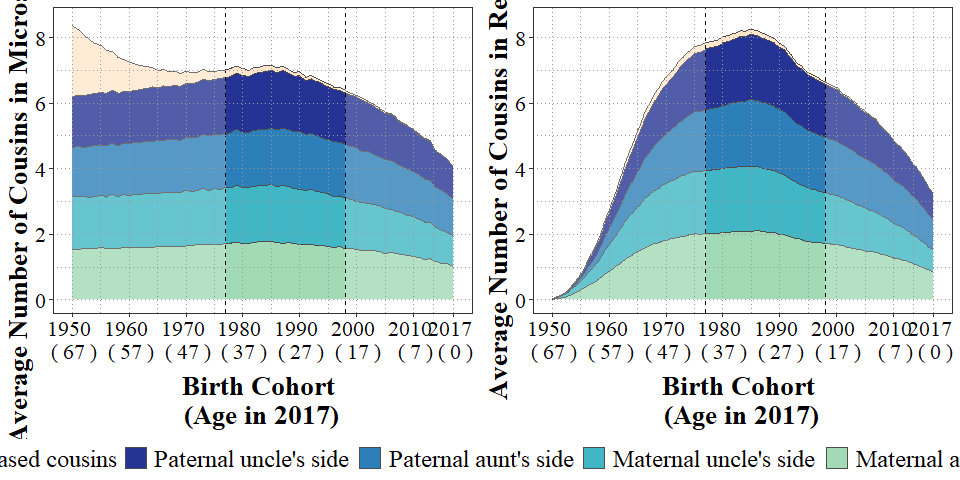 Average Number of Cousins in
8
6
4
2
0
1950 1960 1970 1980 1990 2000 2010 2017
( 67 ) ( 57 ) ( 47 ) ( 37 ) ( 27 ) ( 17 ) ( 7 ) ( 0 )
Birth Cohort
(Age in 2017)
Average Number of Cousins in
8
6
4
2
0
1950 1960 1970 1980 1990 2000 2010 2017
( 67 ) ( 57 ) ( 47 ) ( 37 ) ( 27 ) ( 17 ) ( 7 ) ( 0 )
Birth Cohort
(Age in 2017)
cousins Paternal uncle's side Paternal aunt's side Maternal uncle's side Maternal